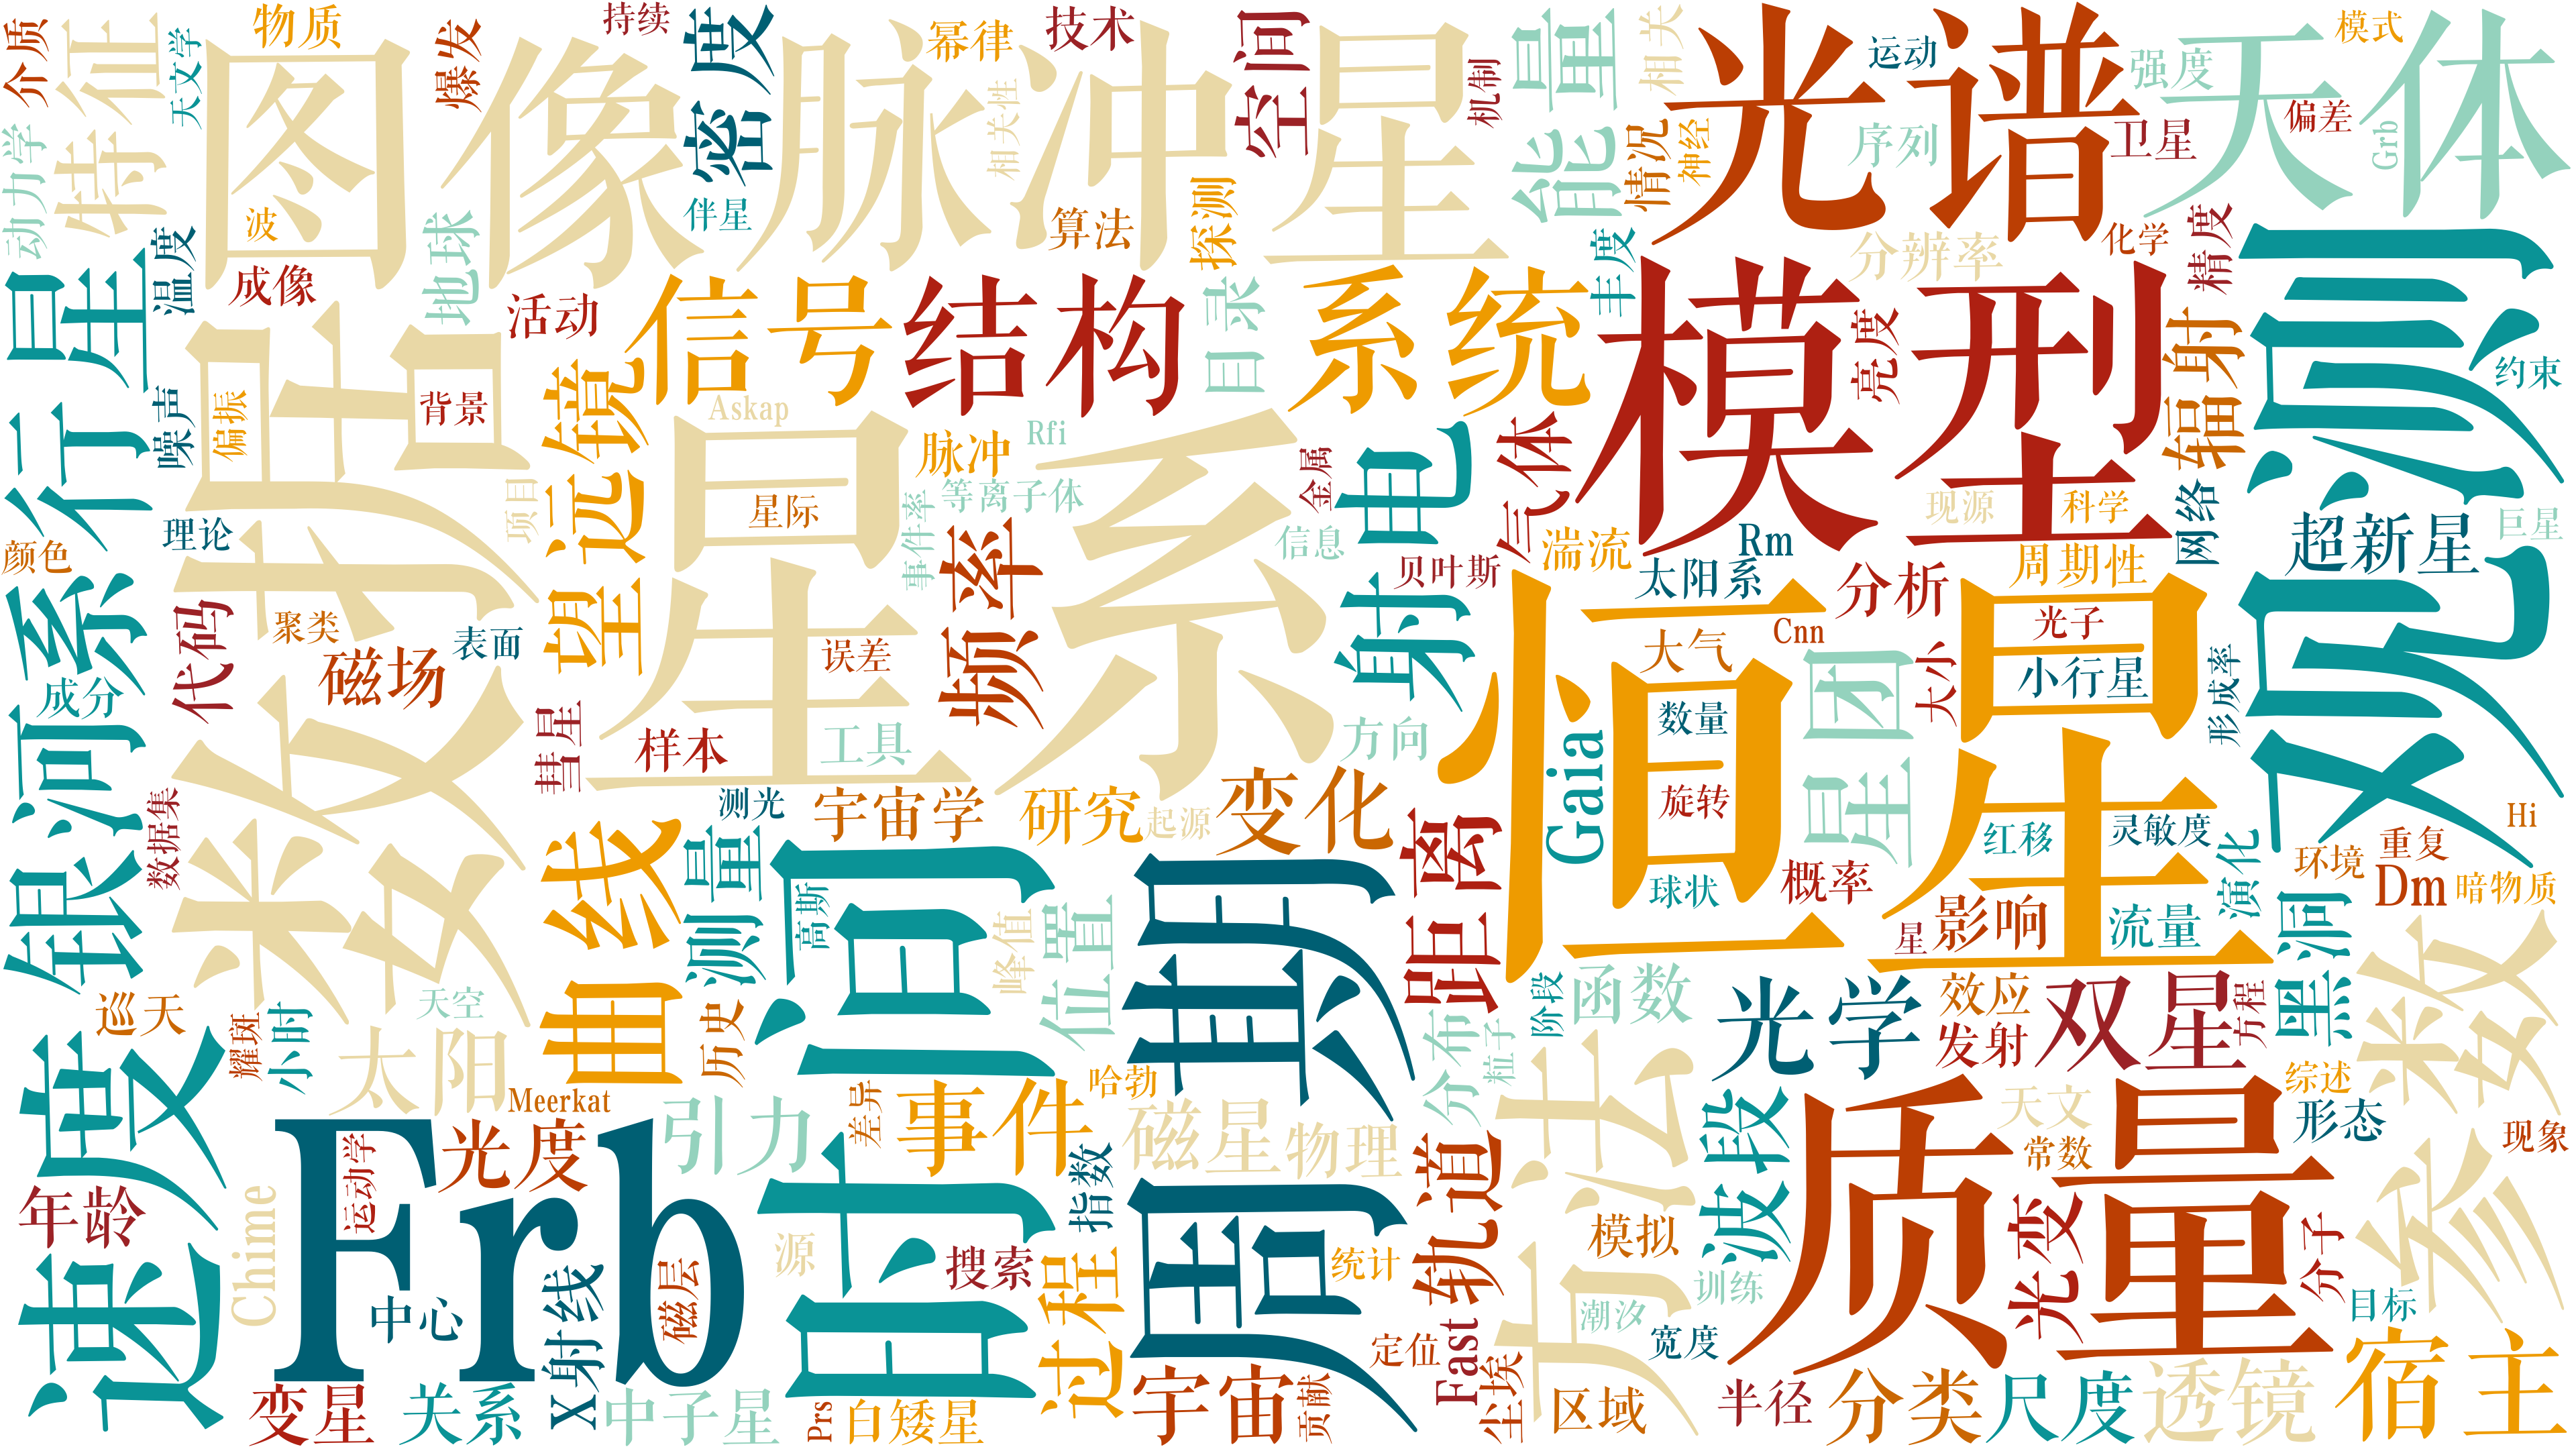 介质
特征
天文学
物质
图像
爆发
持续
密度
脉冲星
幂律
技术
空间
机制
能量
相关
光谱
运动
强度
天体
模式
偏差
Grb
动力学
波
伴星
相关性
算法
探测
情况
神经
序列
卫星
分辨率
化学
精度
温度
成像
地球
活动
信号
结构
目录
系统
丰度
模型
亮度
辐射
观测
约束
行星
噪声
偏振
背景
数据
望远镜
Askap
脉冲
Rfi
星系
星际
等离子体
事件率
项目
频率
金属
信息
射电
气体
贝叶斯
湍流
Rm
太阳系
现源
科学
周期性
网络
超新星
巨星
颜色
理论
银河系
成分
代码
聚类
磁场
表面
误差
彗星
样本
工具
方向
分析
恒星
大气
Cnn
数量
旋转
Gaia
星团
大小
光子
小行星
形成率
数据集
曲线
测光
测量
宇宙学
研究
起源
变化
距离
球状
概率
红移
灵敏度
演化
Hi
重复
环境
Dm
暗物质
星
影响
流量
黑洞
高斯
时间
峰值
位置
周期
巡天
天空
耀斑
小时
太阳
历史
阶段
函数
光学
效应
发射
双星
方程
参数
速度
Meerkat
Frb
光度
运动学
引力
差异
事件
哈勃
磁星
物理
分布
粒子
方法
波段
质量
天文
常数
综述
形态
现象
年龄
Chime
中心
X射线
磁层
源
搜索
指数
过程
统计
轨道
模拟
训练
潮汐
宽度
光变
分子
目标
变星
关系
中子星
Prs
白矮星
宇宙
贡献
定位
Fast
尘埃
区域
半径
分类
尺度
透镜
宿主